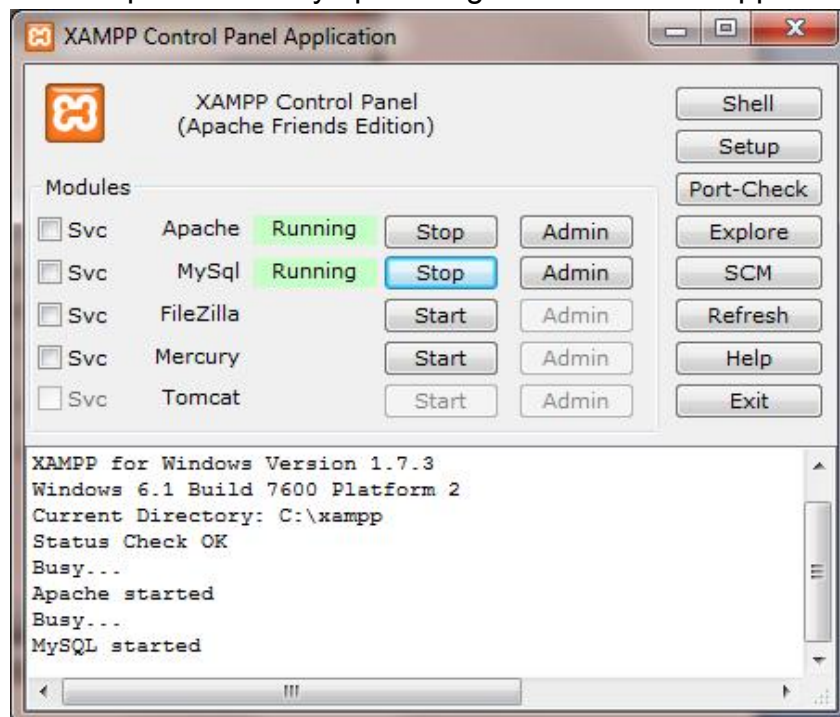 XAMPP Control Panel Application
XAMPP Control Panel
(Apache Friends Edition)
Shell
Setup
Modules
Port-Check
Svc Apache Running Stop Admin Explore
Svc MySql Running Stop Admin SCM
Svc FileZilla Start Admin Refresh
Svc Mercury Start Admin Help
Svc Tomcat Start Admin Exit
XAMPP for Windows Version 1.7.3
Windows 6.1 Build 7600 Platform 2
Current Directory: C:\xampp
Status Check OK
Busy...
Apache started
Busy...
MySQL started